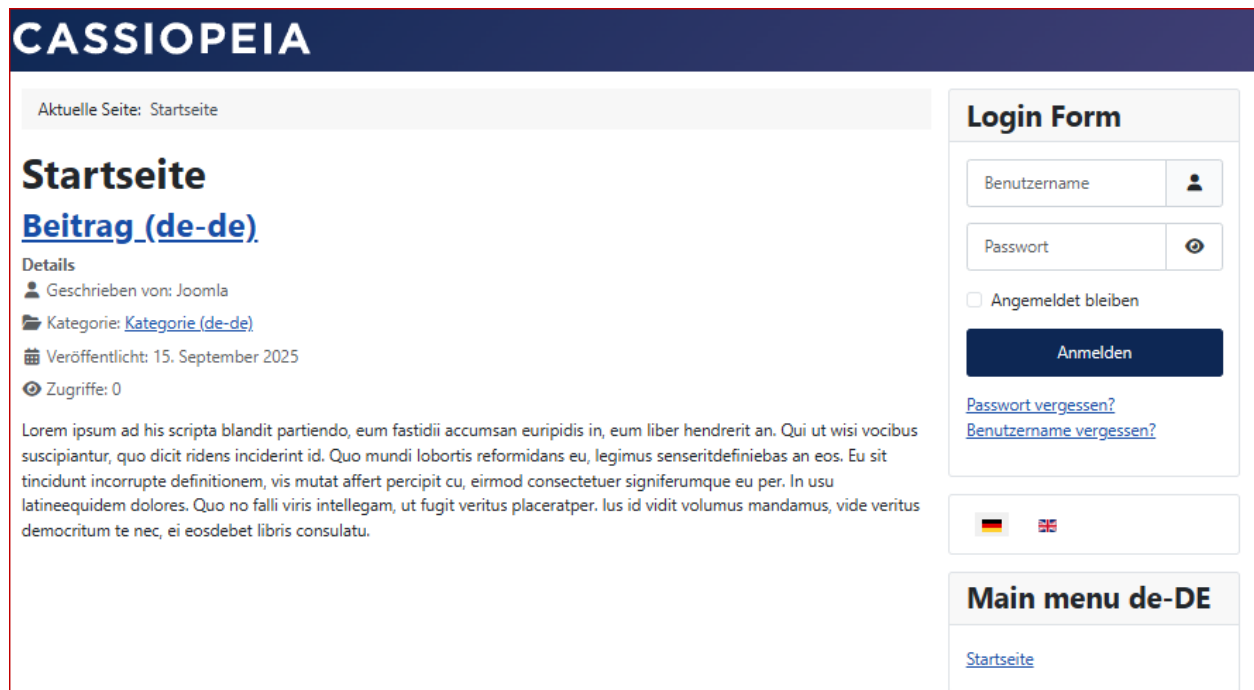 CASSIOPEIA
Aktuelle Seite: Startseite
Startseite
Beitrag (de-de)
Details
Geschrieben von: Joomla
Kategorie: Kategorie (de-de)
Veröffentlicht: 15. September 2025
Zugriffe: 0
Lorem ipsum ad his scripta blandit partiendo, eum fastidii accumsan euripidis in, eum liber hendrerit an. Qui ut wisi vocibus
suscipiantur, quo dicit ridens inciderint id. Quo mundi lobortis reformidans eu, legimus senseritdefiniebas an eos. Eu sit
tincidunt incorrupte definitionem, vis mutat affert percipit cu, eirmod consectetuer signiferumque eu per. In usu
latineequidem dolores. Quo no falli viris intellegam, ut fugit veritus placeratper. Ius id vidit volumus mandamus, vide veritus
democritum te nec, ei eosdebet libris consulatu.
Login Form
Benutzername
Passwort
Angemeldet bleiben
Anmelden
Passwort vergessen?
Benutzername vergessen?
Main menu de-DE
Startseite